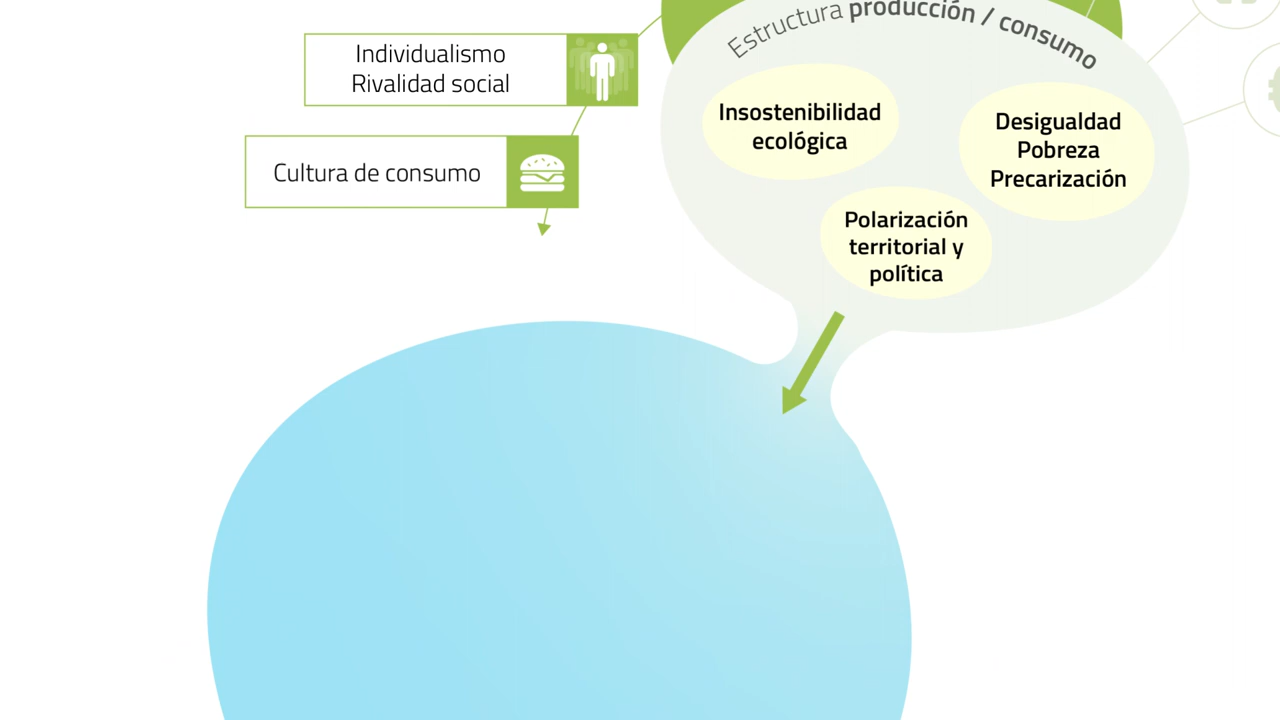 Estructura producción / consumo
Individualismo
Rivalidad social
Cultura de consumo
Insostenibilidad
ecológica
Desigualdad
Pobreza
Precarización
Polarización
territorial y
política